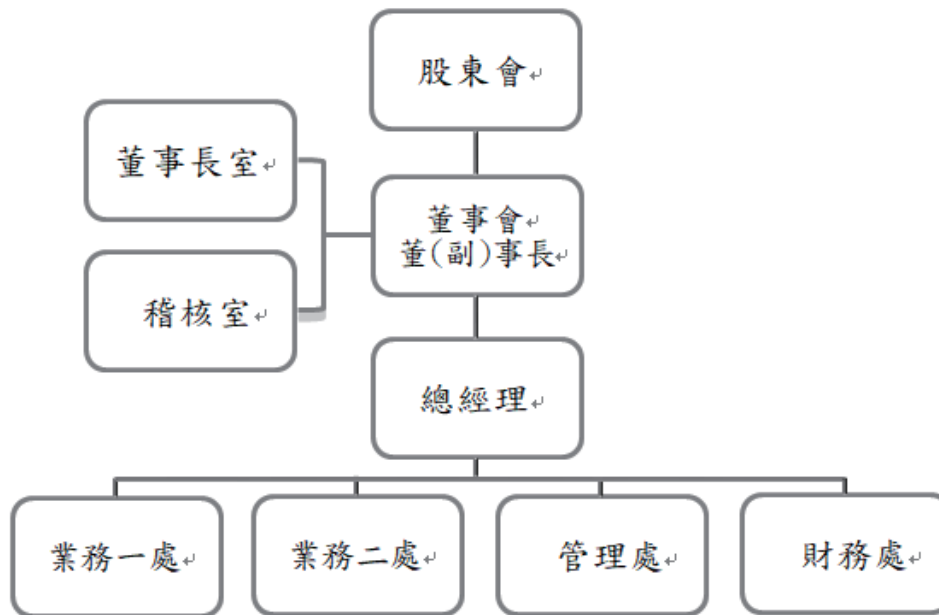 股東會
董事長室
董事會
董(副)事長
稽核室
總經理
業務一處
業務二處
管理處
財務處